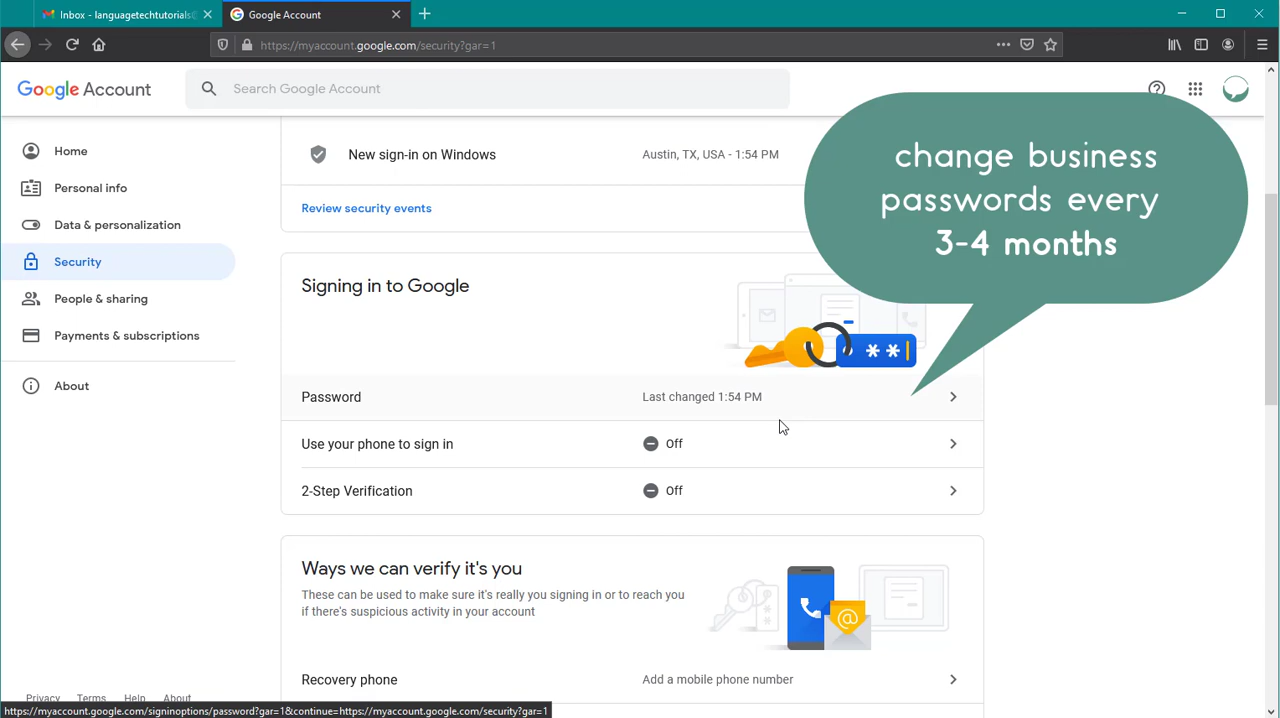 Inbox - languagetechtutorials@
Google Account
https://myaccount.google.com/security?gar=1
Google Account
Search Google Account
Home
Personal info
Data & personalization
Security
People & sharing
Payments & subscriptions
About
New sign-in on Windows
Austin, TX, USA - 1:54 PM
Review security events
change business
passwords every
3-4 months
Signing in to Google
**
Password
Last changed 1:54 PM
Use your phone to sign in
Off
2-Step Verification
Off
Ways we can verify it's you
These can be used to make sure it's really you signing in or to reach you
if there's suspicious activity in your account
@
Recovery phone
Add a mobile phone number
Privacy Terms Help About
https://myaccount.google.com/signinoptions/password?gar=1&continue=https://myaccount.google.com/security?gar=1